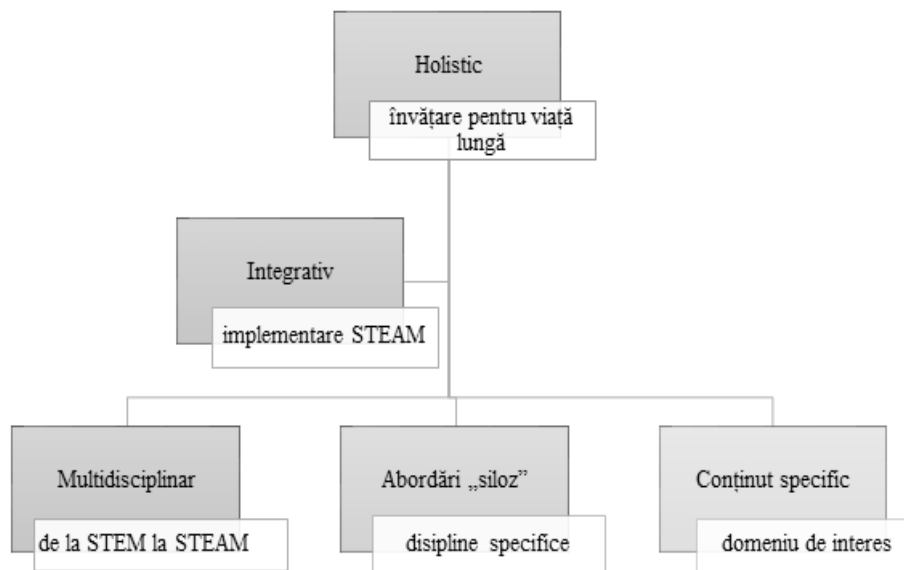 Holistic
învățare pentru viață
lungă
Integrativ
implementare STEAM
Multidisciplinar
de la STEM la STEAM
Abordări „siloz”
disipline specifice
Conținut specific
domeniu de interes